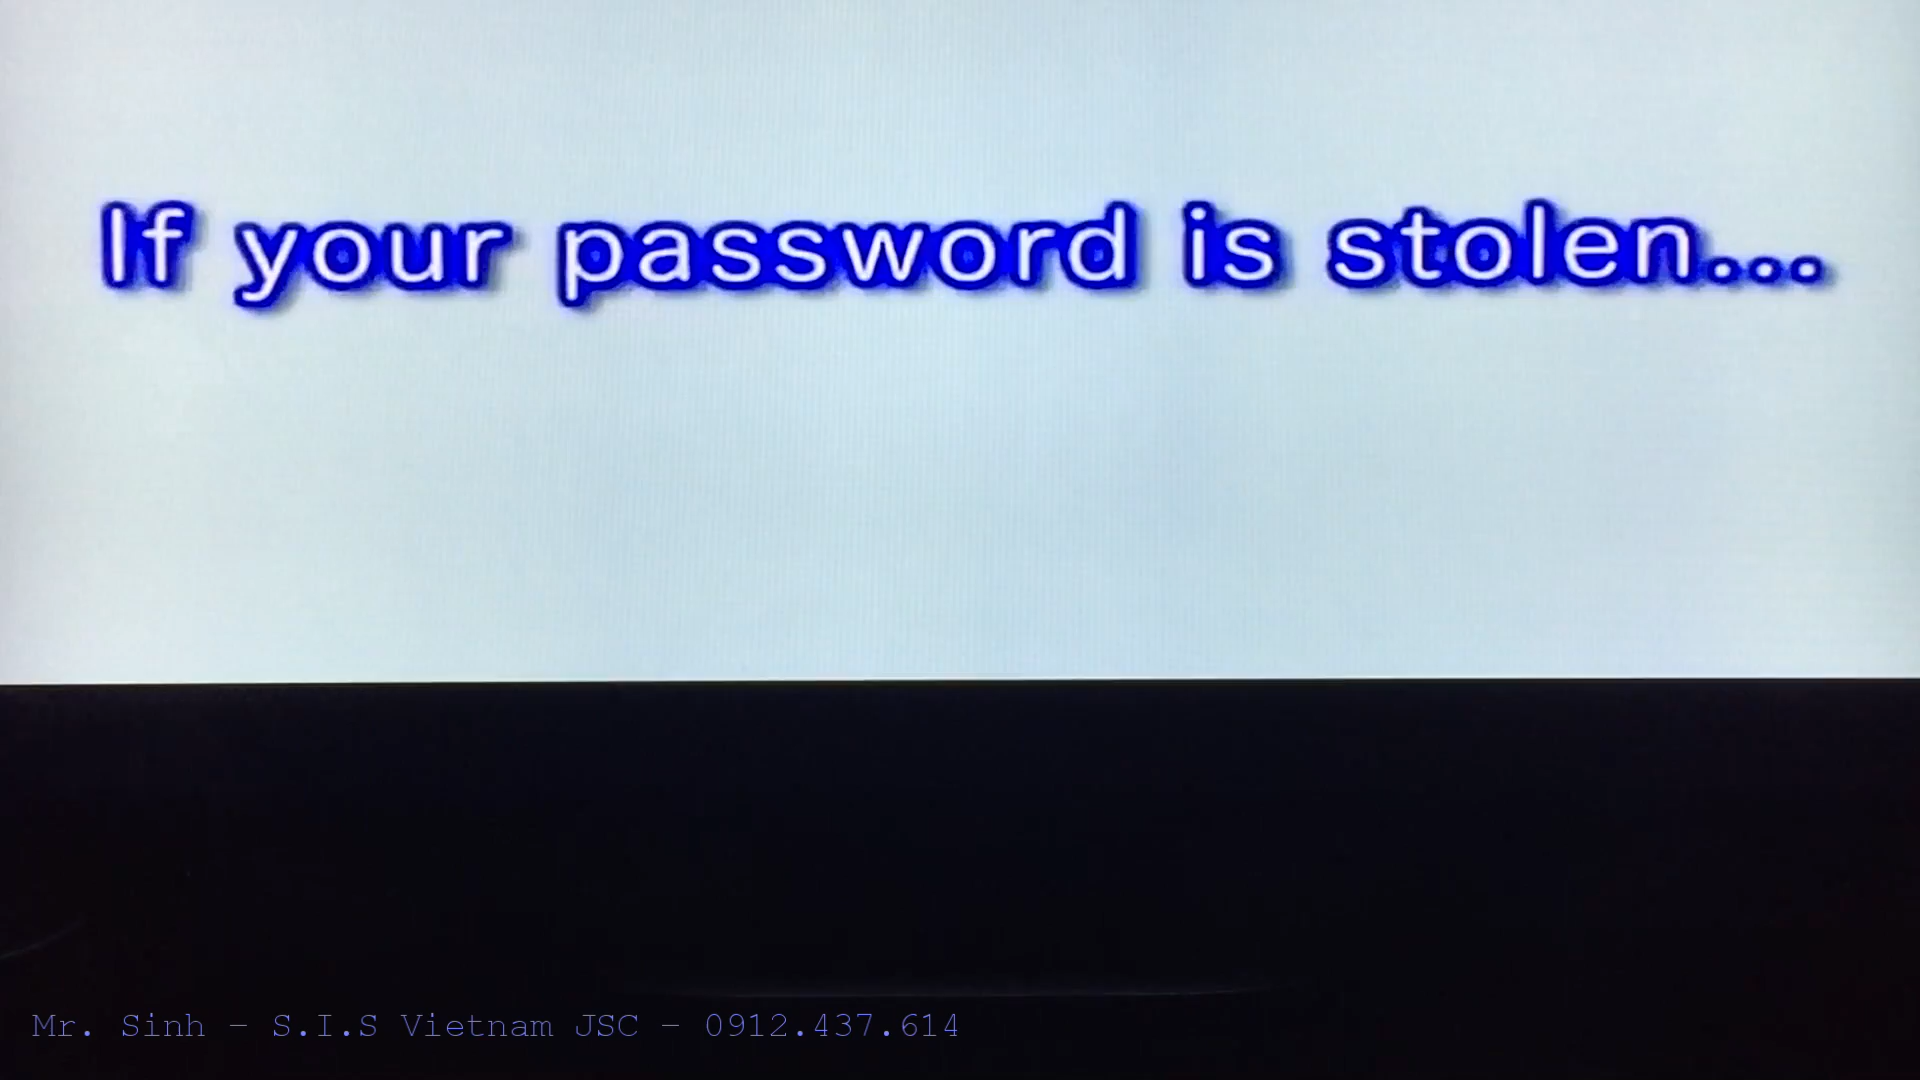 If your password is stolen...
Mr. Sinh - S.I.S Vietnam JSC - 0912.437.614